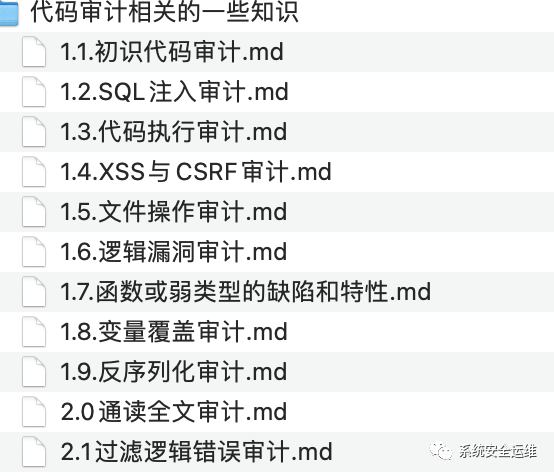 代码审计相关的一些知识
1.1.初识代码审计.md
1.2.SQL注入审计.md
1.3.代码执行审计.md
1.4.XSS与CSRF审计.md
1.5.文件操作审计.md
1.6.逻辑漏洞审计.md
1.7.函数或弱类型的缺陷和特性.md
1.8.变量覆盖审计.md
1.9.反序列化审计.md
2.0通读全文审计.md
2.1过滤逻辑错误审计.md
系统安全运维